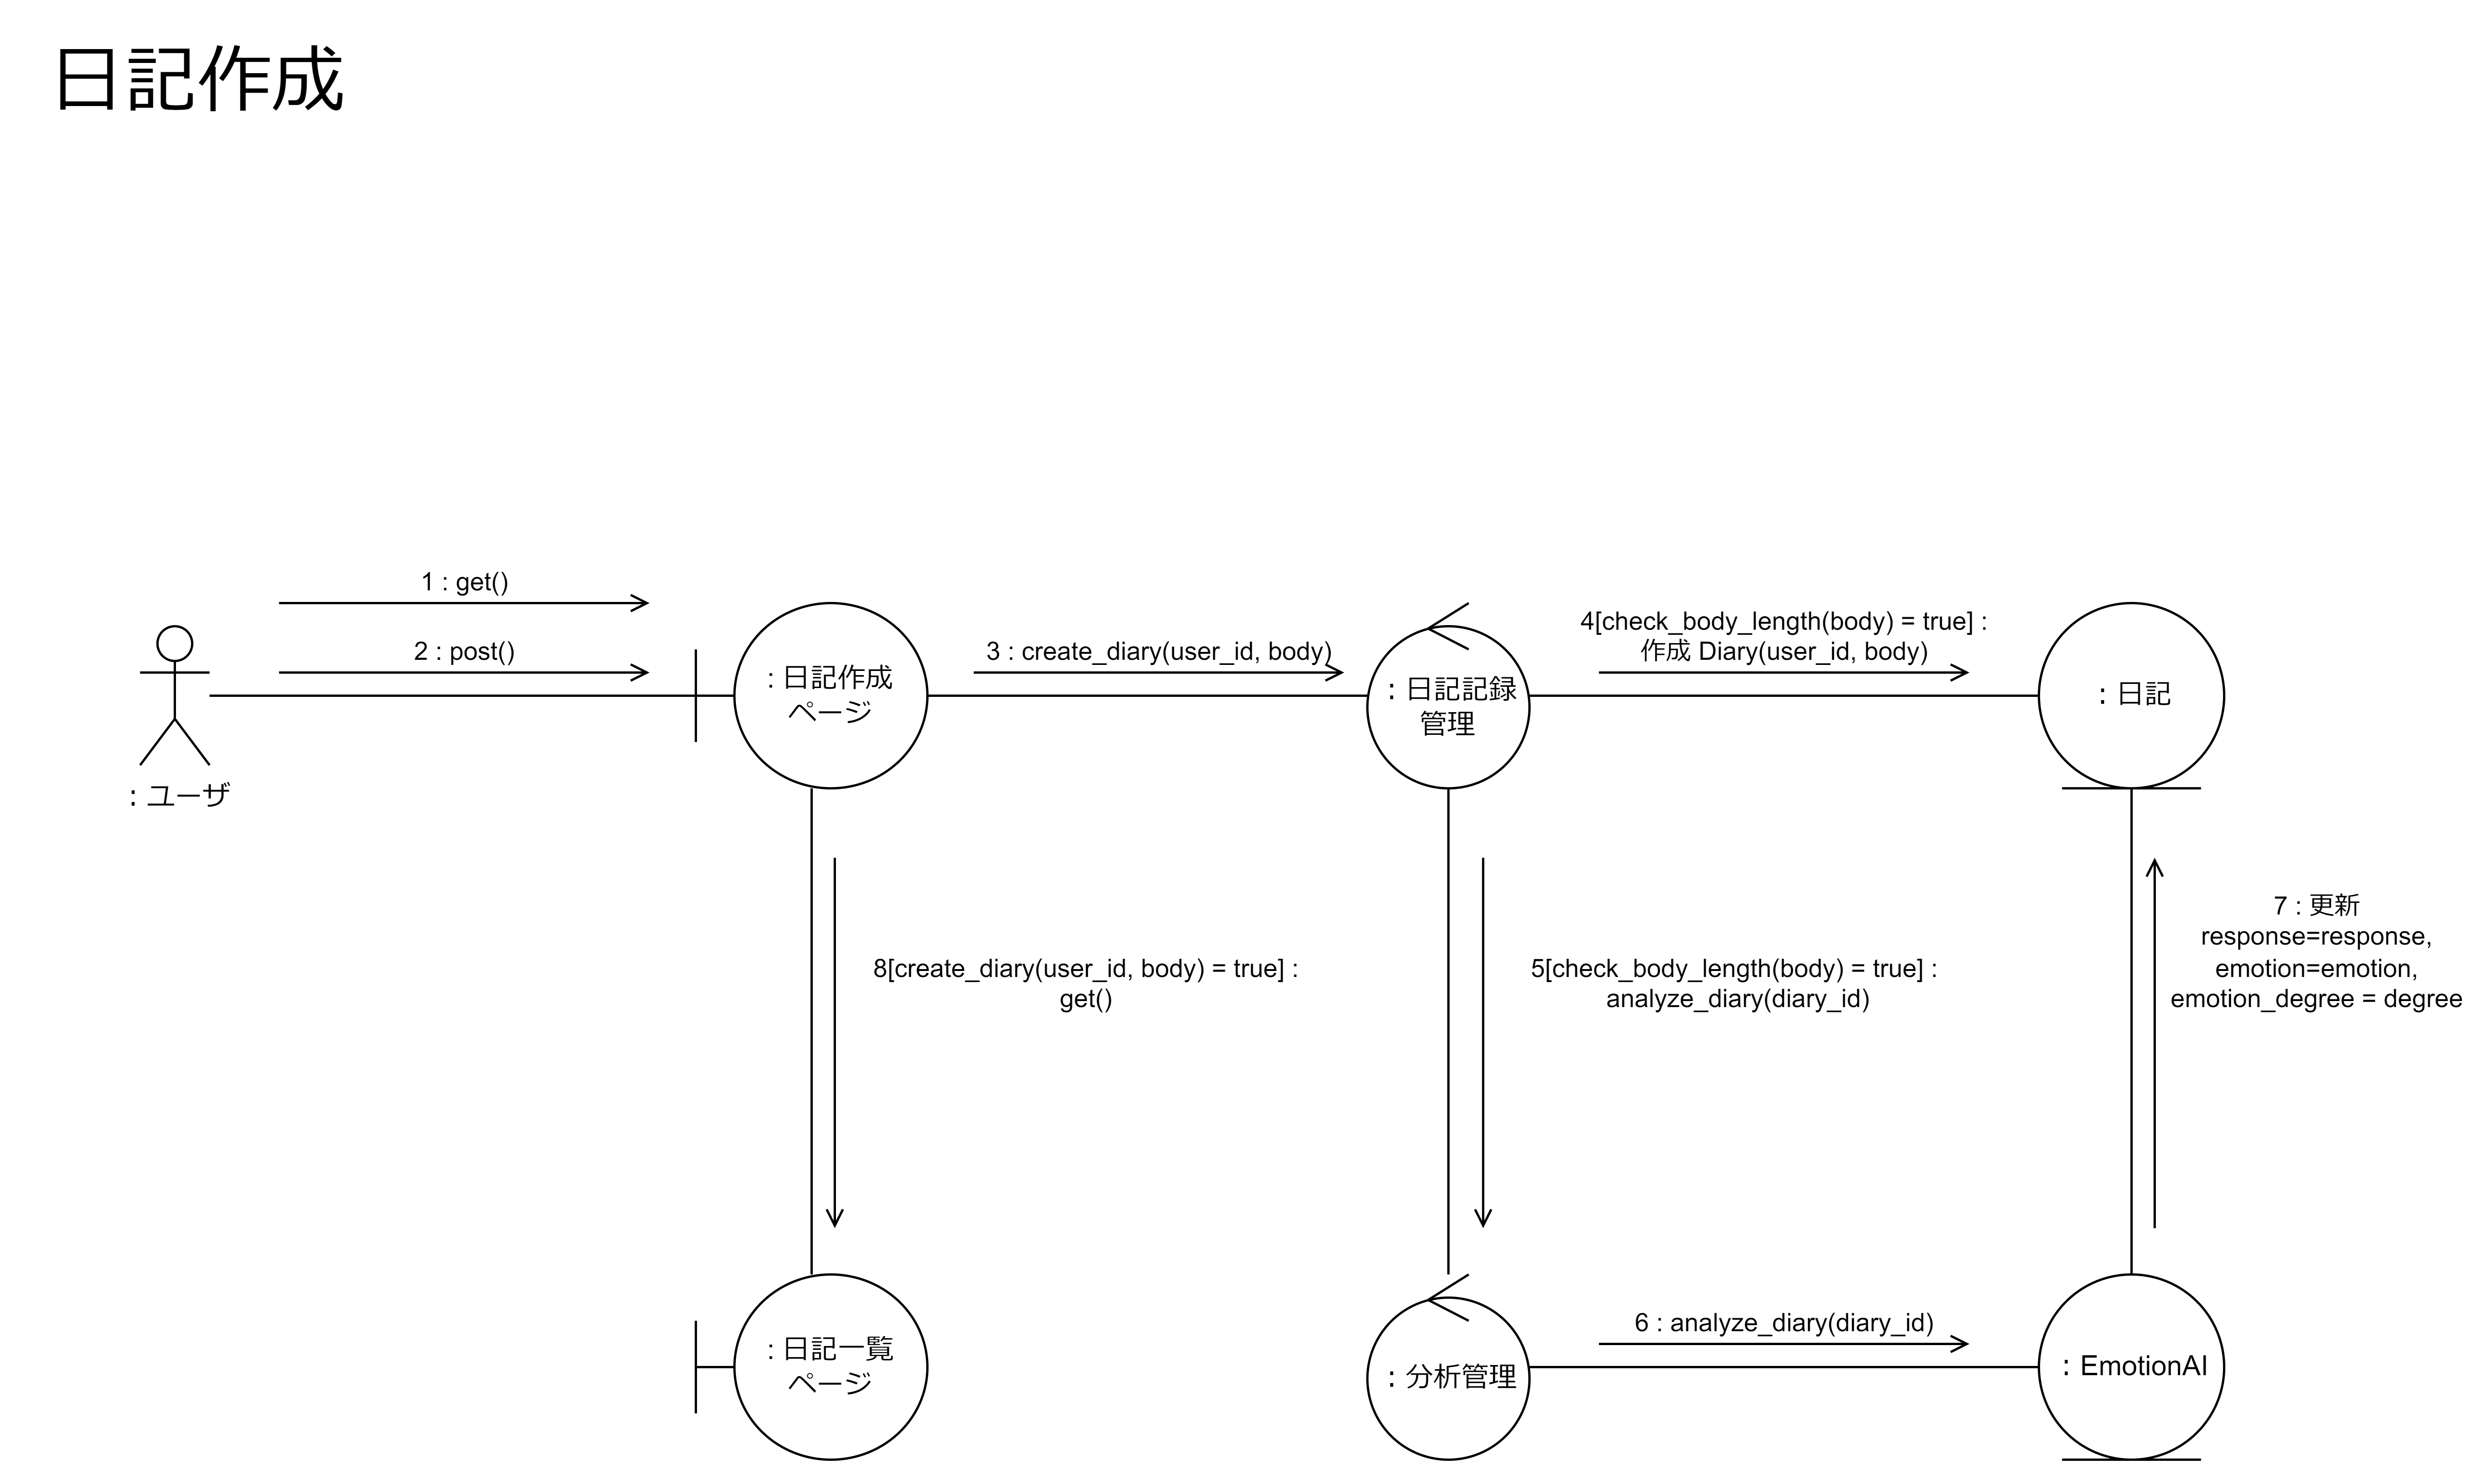 日記作成
1 : get()
2 : post()
: ユーザ
: 日記作成
ページ
3 : create_diary(user_id, body)
: 日記記録
管理
4[check_body_length(body) = true] :
作成 Diary(user_id, body)
: 日記
8[create_diary(user_id, body) = true] :
get()
5[check_body_length(body) = true] :
analyze_diary(diary_id)
7 : 更新
response=response,
emotion=emotion,
emotion_degree = degree
: 日記一覧
ページ
: 分析管理
6 : analyze_diary(diary_id)
: EmotionAI